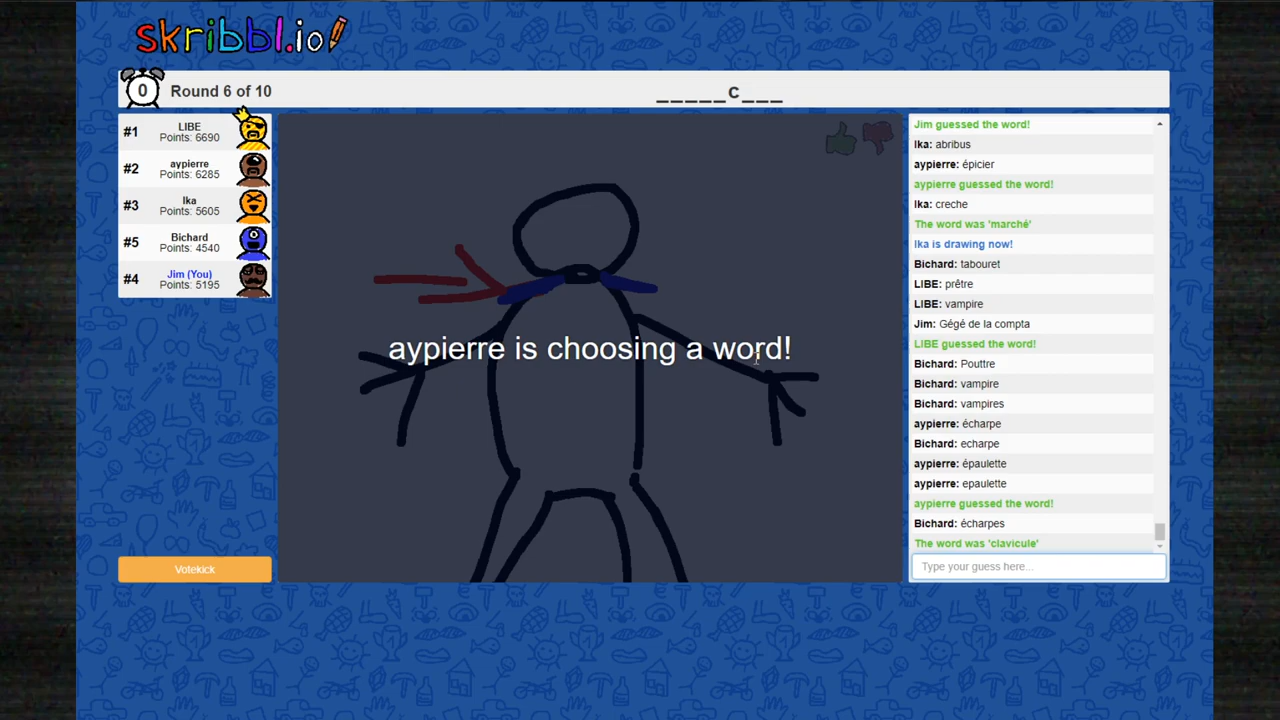 skribbl.io
0
Round 6 of 10
_____c___
#1 LIBE
Points: 6690
#2 aypierre
Points: 6285
#3 Ika
Points: 5605
#5 Bichard
Points: 4540
#4 Jim (You)
Points: 5195
Votekick
aypierre is choosing a word!
Jim guessed the word!
Ika: abribus
aypierre: épicier
aypierre guessed the word!
Ika: creche
The word was 'marché'
Ika is drawing now!
Bichard: tabouret
LIBE: prêtre
LIBE: vampire
Jim: Gégé de la compta
LIBE guessed the word!
Bichard: Pouttre
Bichard: vampire
Bichard: vampires
aypierre: écharpe
Bichard: echarpe
aypierre: épaulette
aypierre: epaulette
aypierre guessed the word!
Bichard: écharpes
The word was 'clavicule'
Type your guess here...